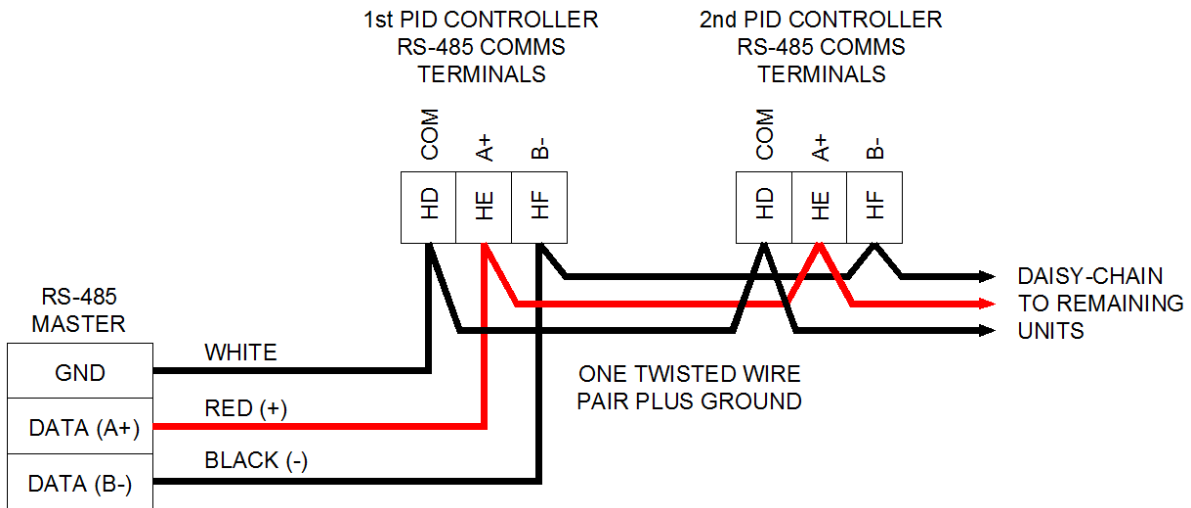 1st PID CONTROLLER
RS-485 COMMS
TERMINALS
2nd PID CONTROLLER
RS-485 COMMS
TERMINALS
COM
A+
B-
HD
HE
HF
COM
A+
B-
HD
HE
HF
DAISY-CHAIN
TO REMAINING
UNITS
RS-485
MASTER
GND
DATA (A+)
DATA (B-)
WHITE
RED (+)
BLACK (-)
ONE TWISTED WIRE
PAIR PLUS GROUND